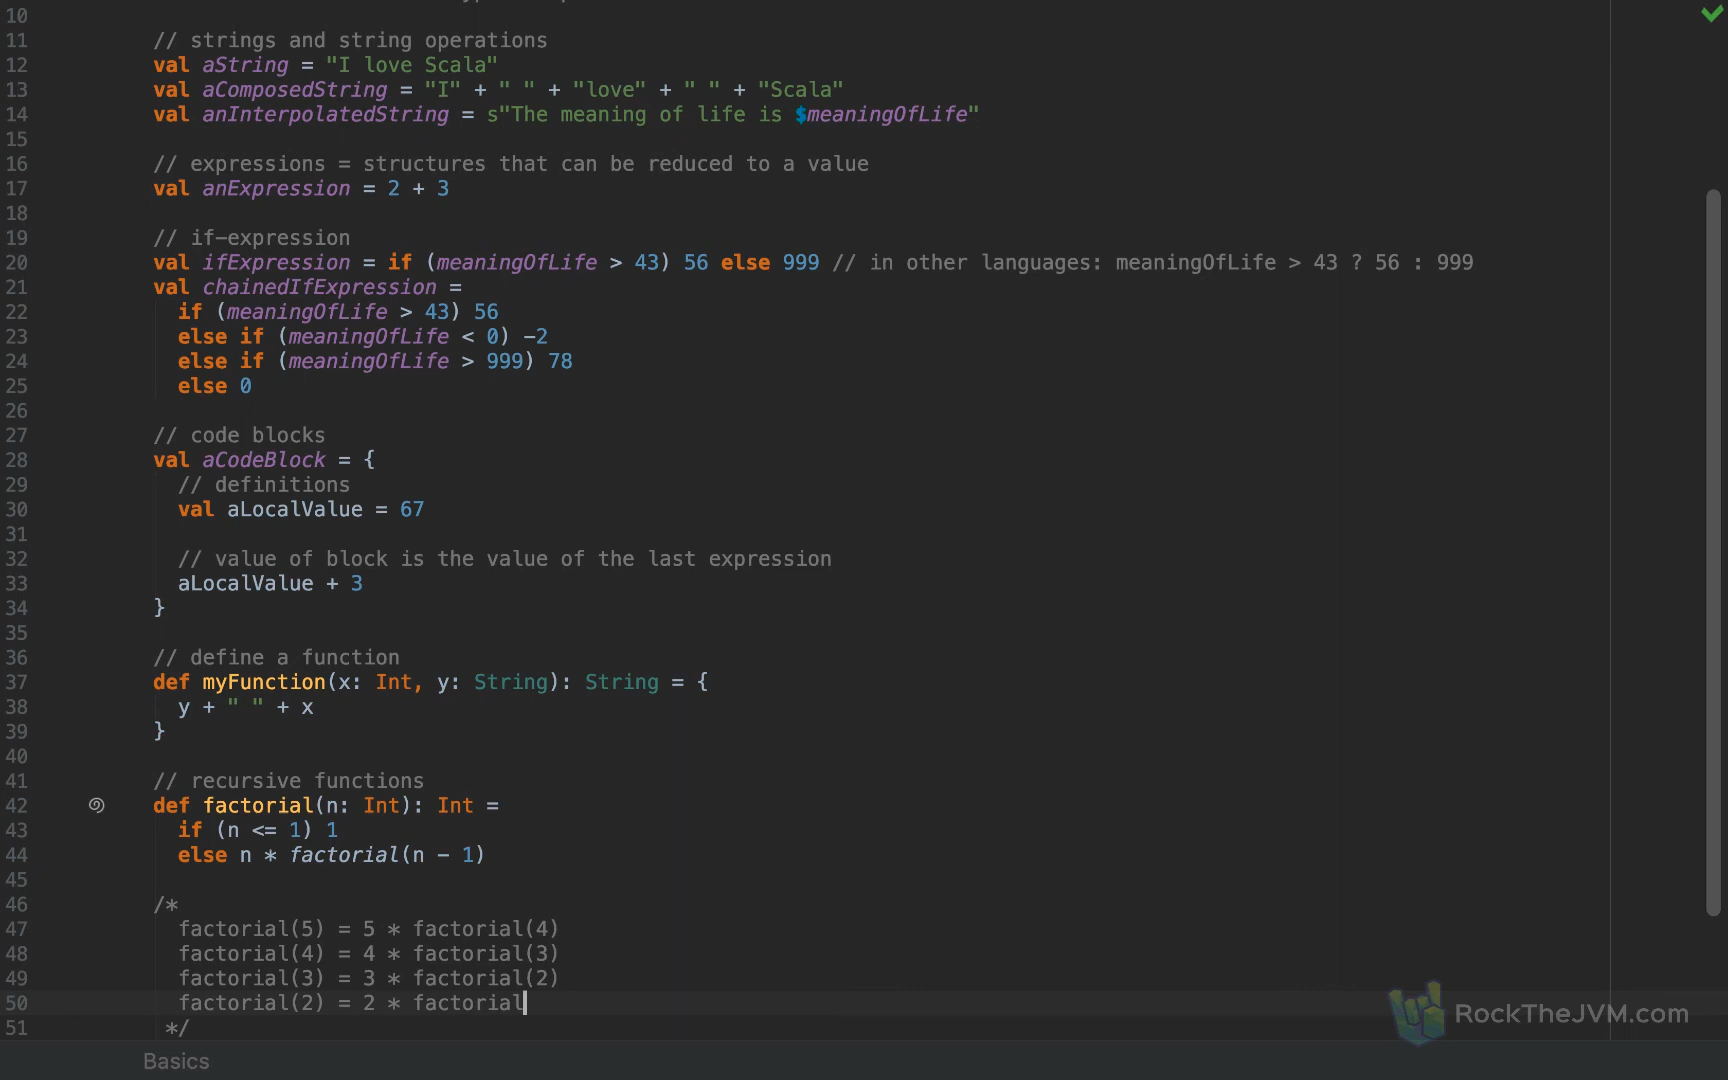 10
11 // strings and string operations
12 val aString = "I love Scala"
13 val aComposedString = "I" + " " + "love" + " " + "Scala"
14 val anInterpolatedString = s"The meaning of life is $meaningOfLife"
15
16 // expressions = structures that can be reduced to a value
17 val anExpression = 2 + 3
18
19 // if-expression
20 val ifExpression = if (meaningOfLife > 43) 56 else 999 // in other languages: meaningOfLife > 43 ? 56 : 999
21 val chainedIfExpression =
22 if (meaningOfLife > 43) 56
23 else if (meaningOfLife < 0) -2
24 else if (meaningOfLife > 999) 78
25 else 0
26
27 // code blocks
28 val aCodeBlock = {
29 // definitions
30 val aLocalValue = 67
31
32 // value of block is the value of the last expression
33 aLocalValue + 3
34 }
35
36 // define a function
37 def myFunction(x: Int, y: String): String = {
38 y + " " + x
39 }
40
41 // recursive functions
42 def factorial(n: Int): Int =
43 if (n <= 1) 1
44 else n * factorial(n - 1)
45
46 /*
47 factorial(5) = 5 * factorial(4)
48 factorial(4) = 4 * factorial(3)
49 factorial(3) = 3 * factorial(2)
50 factorial(2) = 2 * factorial
51 */
RockTheJVM.com
Basics